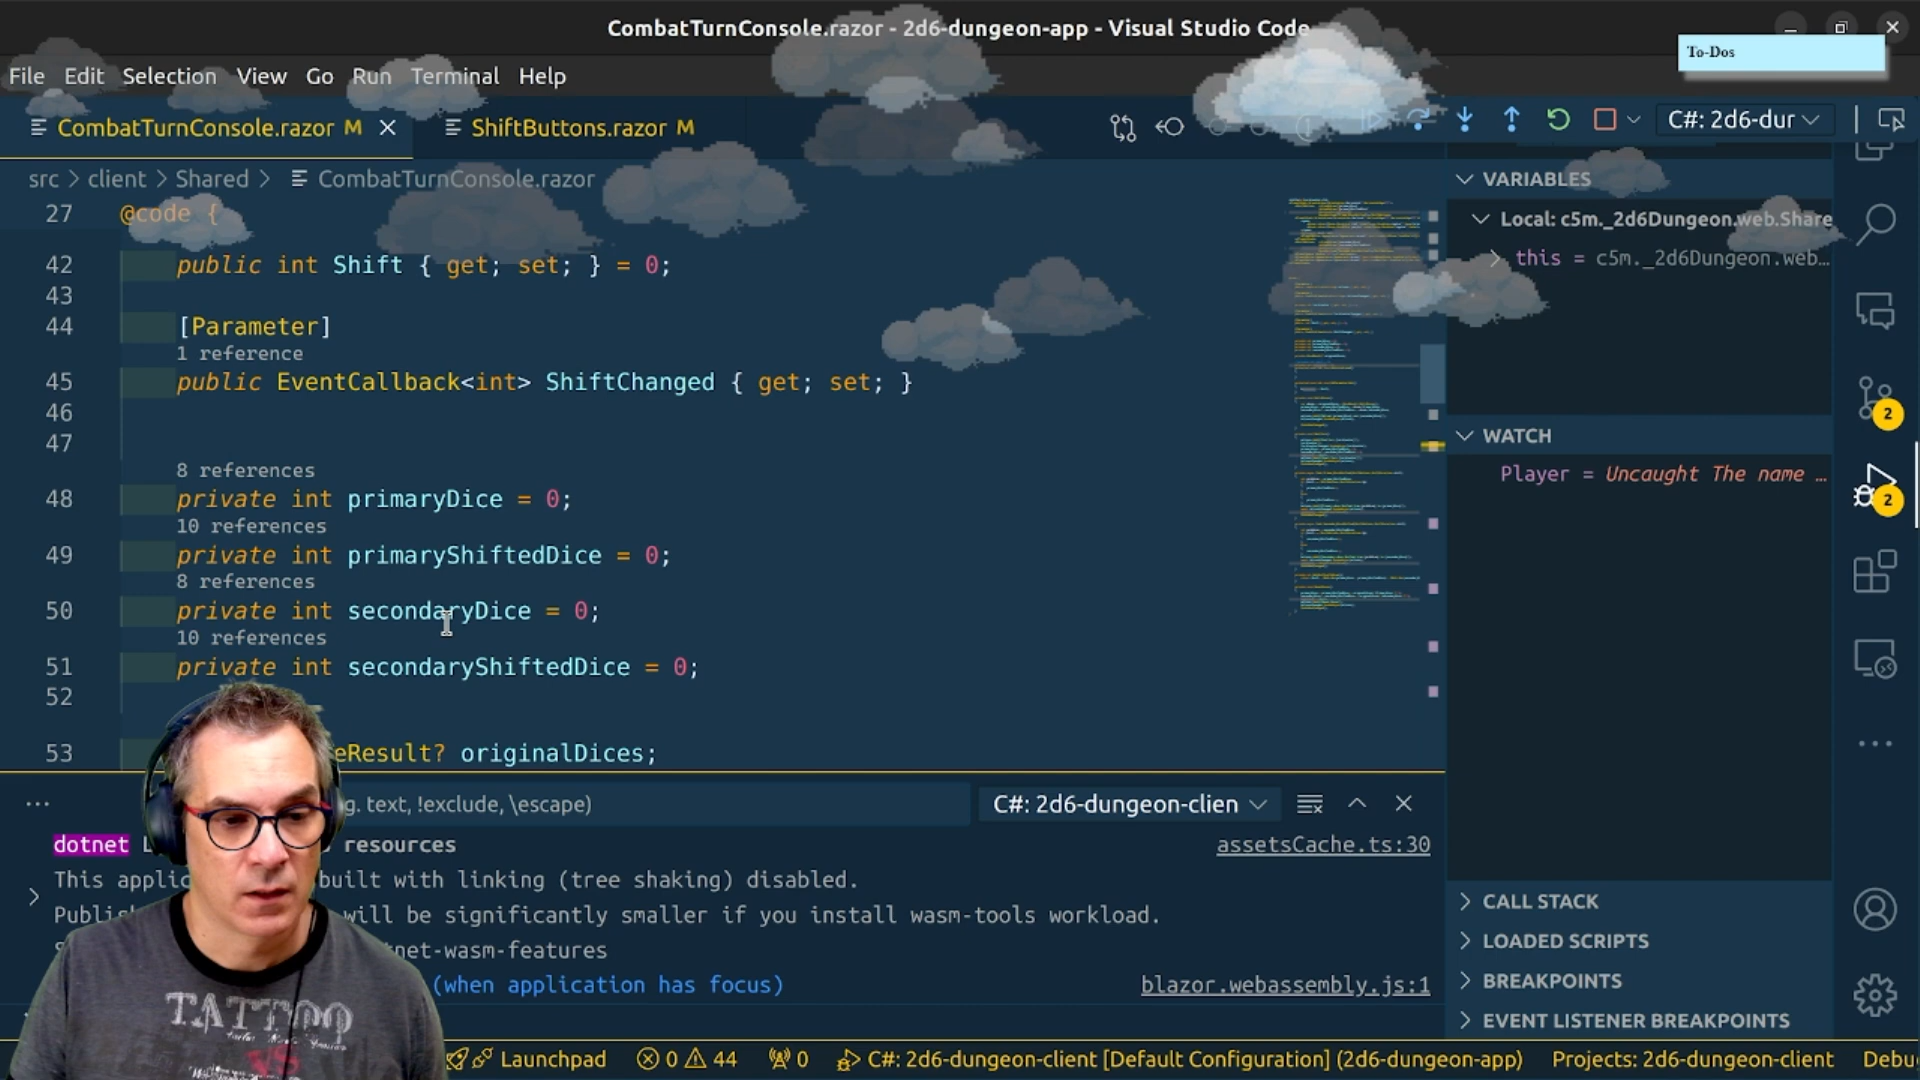 CombatTurnConsole.razor - 2d6-dungeon-app - Visual Studio Code
To-Dos
File Edit Selection View Go Run Terminal Help
CombatTurnConsole.razor M
ShiftButtons.razor M
C#: 2d6-dur
src > client > Shared > CombatTurnConsole.razor
27 @code {
42 public int Shift { get; set; } = 0;
43
44 [Parameter]
1 reference
45 public EventCallback<int> ShiftChanged { get; set; }
46
47
8 references
48 private int primaryDice = 0;
10 references
49 private int primaryShiftedDice = 0;
8 references
50 private int secondaryDice = 0;
10 references
51 private int secondaryShiftedDice = 0;
52
53 eResult? originalDices;
VARIABLES
Local: c5m._2d6Dungeon.web.Share
this = c5m._2d6Dungeon.web...
WATCH
Player = Uncaught The name ...
2
2
CALL STACK
LOADED SCRIPTS
BREAKPOINTS
EVENT LISTENER BREAKPOINTS
g. text, !exclude, \escape)
C#: 2d6-dungeon-clien
dotnet L resources assetsCache.ts:30
This applic built with linking (tree shaking) disabled.
Publis will be significantly smaller if you install wasm-tools workload.
tnet-wasm-features
(when application has focus) blazor.webassembly.js:1
TATTOO
Launchpad 0 44 0 C#: 2d6-dungeon-client [Default Configuration] (2d6-dungeon-app) Projects: 2d6-dungeon-client Debu